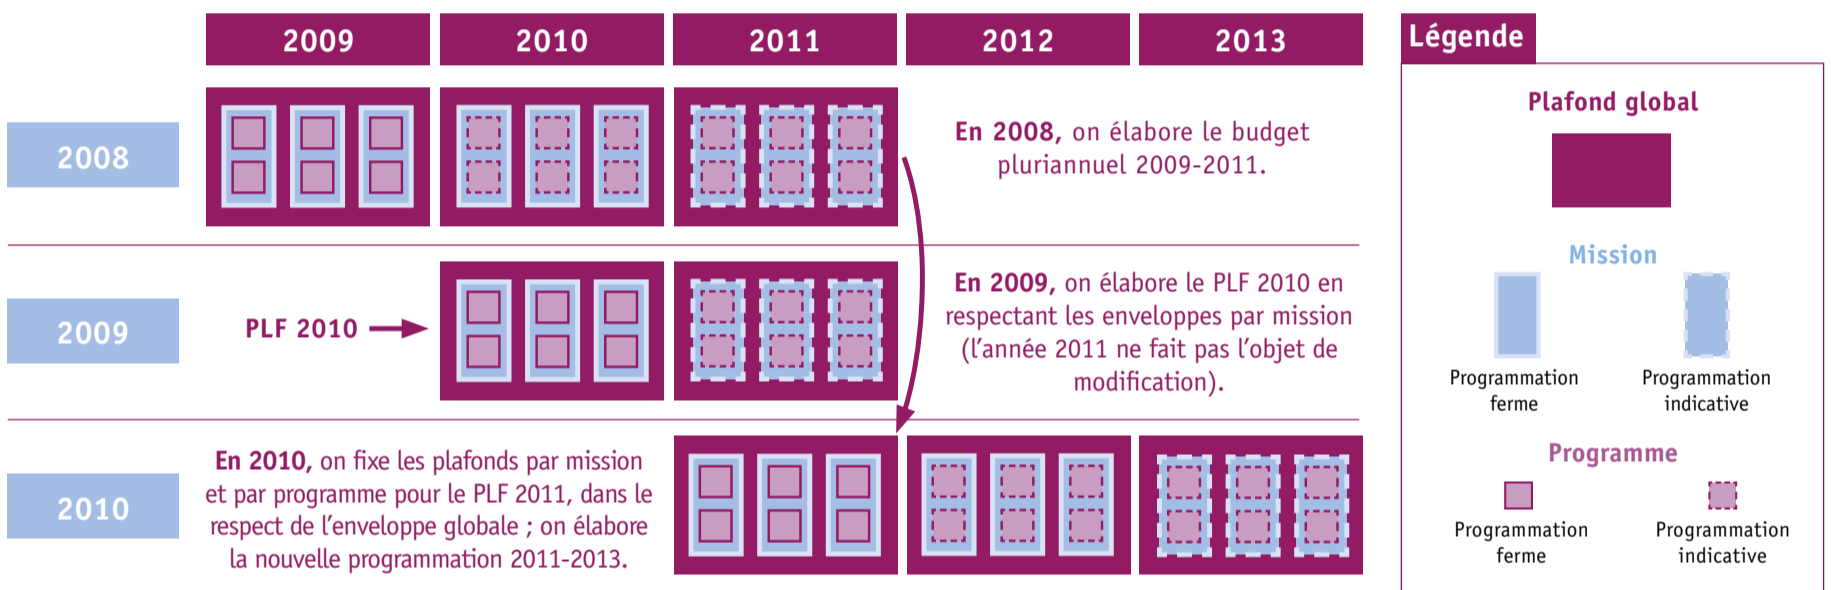 2009 2010 2011 2012 2013
2008
En 2008, on élabore le budget
pluriannuel 2009-2011.
2009
PLF 2010
En 2009, on élabore le PLF 2010 en
respectant les enveloppes par mission
(l’année 2011 ne fait pas l’objet de
modification).
2010
En 2010, on fixe les plafonds par mission
et par programme pour le PLF 2011, dans le
respect de l’enveloppe globale ; on élabore
la nouvelle programmation 2011-2013.
Légende
Plafond global
Mission
Programmation
ferme
Programmation
indicative
Programme
Programmation
ferme
Programmation
indicative